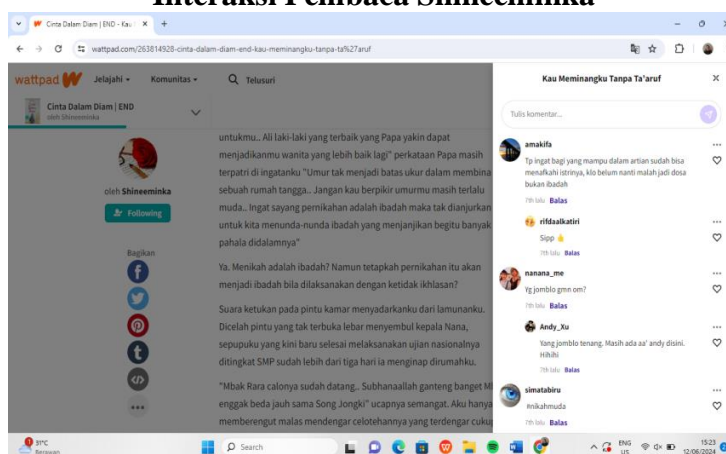 Interaksi Pembaca Shineeminka
Cinta Dalam Diam | END - Kau
wattpad.com/263814928-cinta-dalam-diam-end-kau-meminangku-tanpa-ta%27aruf
wattpad
Jelajahi
Komunitas
Telusuri
Cinta Dalam Diam | END
oleh Shineeminka
oleh Shineeminka
Following
Bagikan
untukmu.. Ali laki-laki yang terbaik yang Papa yakin dapat
menjadikanmu wanita yang lebih baik lagi" perkataan Papa masih
terpatri di ingatanku "Umur tak menjadi batas ukur dalam membina
sebuah rumah tangga.. Jangan kau berpikir umurmu masih terlalu
muda.. Ingat sayang pernikahan adalah ibadah maka tak dianjurkan
untuk kita menunda-nunda ibadah yang menjanjikan begitu banyak
pahala didalamnya"
Ya. Menikah adalah ibadah? Namun tetapkah pernikahan itu akan
menjadi ibadah bila dilaksanakan dengan ketidak ikhlasan?
Suara ketukan pada pintu kamar menyadarkanku dari lamunanku.
Dicelah pintu yang tak terbuka lebar menyembul kepala Nana,
sepupuku yang kini baru selesai melaksanakan ujian nasionalnya
ditingkat SMP sudah lebih dari tiga hari ia menginap dirumahku.
"Mbak Rara calonya sudah datang.. Subhanaallah ganteng banget M
enggak beda jauh sama Song Jongki" ucapnya semangat. Aku hanya
memberengut malas mendengar celotehannya yang terdengar cukup
Kau Meminangku Tanpa Ta'aruf
Tulis komentar...
amakifa
Tp ingat bagi yang mampu dalam artian sudah bisa
menafkahi istrinya, klo belum nanti malah jadi dosa
bukan ibadah
7th lalu Balas
rifdaalkatiri
Sipp
7th lalu Balas
nanana_me
Yg jomblo gmn om?
7th lalu Balas
Andy_Xu
Yang jomblo tenang. Masih ada aa' andy disini.
Hihihi
7th lalu Balas
simatabiru
#nikahmuda
7th lalu Balas
31°C
Berawan
Search
ENG
US
15:23
12/06/2024